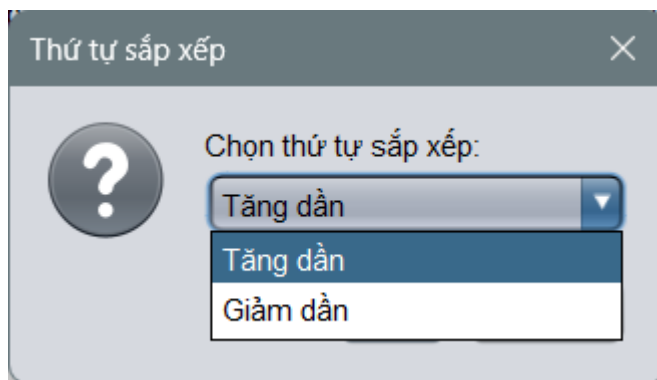 Thứ tự sắp xếp
Chọn thứ tự sắp xếp:
Tăng dần
Tăng dần
Giảm dần